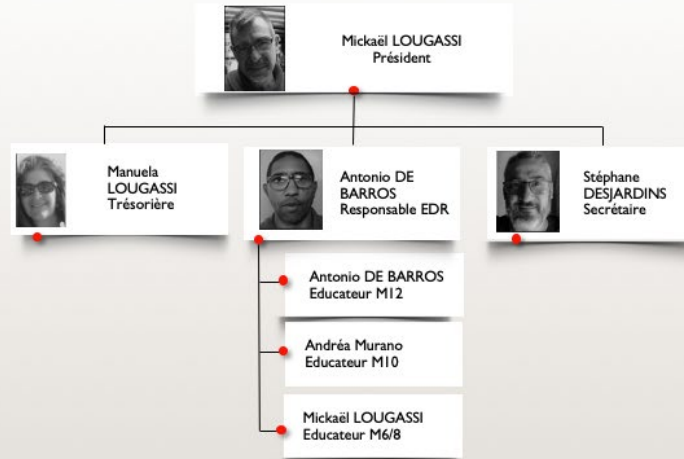 Mickaël LOUGASSI
Président
Manuela
LOUGASSI
Trésorière
Antonio DE
BARROS
Responsable EDR
Stéphane
DESJARDINS
Secrétaire
Antonio DE BARROS
Educateur M12
Andréa Murano
Educateur M10
Mickaël LOUGASSI
Educateur M6/8